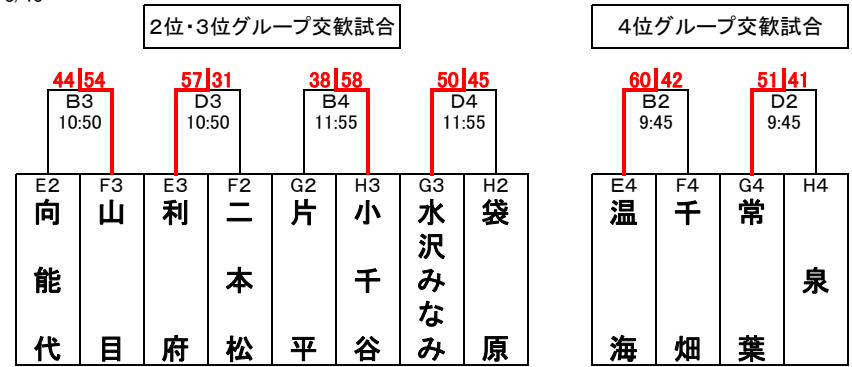 2位・3位グループ交歓試合
4位グループ交歓試合
44 54
57 31
38 58
50 45
60 42
51 41
B3
D3
B4
D4
B2
D2
10:50
10:50
11:55
11:55
9:45
9:45
E2
F3
E3
F2
G2
H3
G3
H2
E4
F4
G4
H4
向能代
山目
利府
二本松
片平
小千谷
水沢みなみ
袋原
温海
千畑
常葉
泉